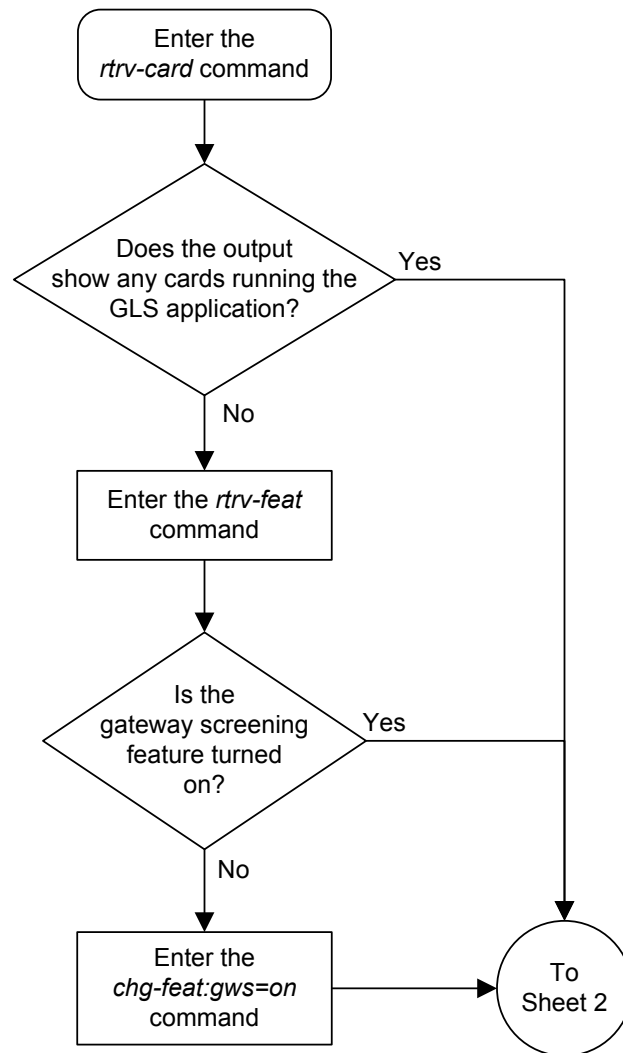 Enter the
rtrv-card command
Does the output
show any cards running the
GLS application?
Yes
No
Enter the rtrv-feat
command
Is the
gateway screening
feature turned
on?
Yes
No
Enter the
chg-feat:gws=on
command
To
Sheet 2